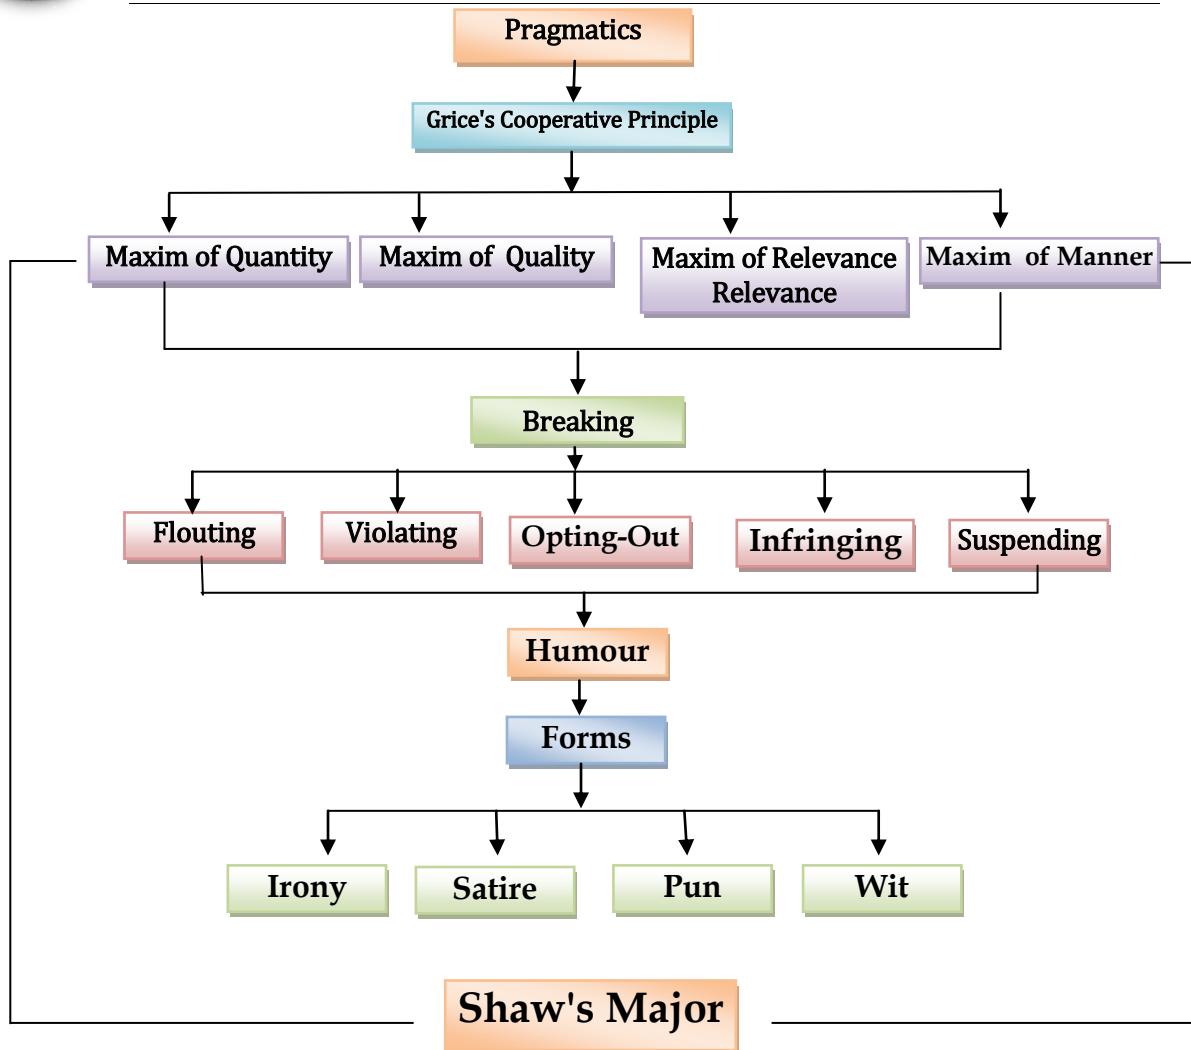 Pragmatics
Grice's Cooperative Principle
Maxim of Quantity
Maxim of Quality
Maxim of Relevance
Relevance
Maxim of Manner
Breaking
Flouting
Violating
Opting-Out
Infringing
Suspending
Humour
Forms
Irony
Satire
Pun
Wit
Shaw's Major